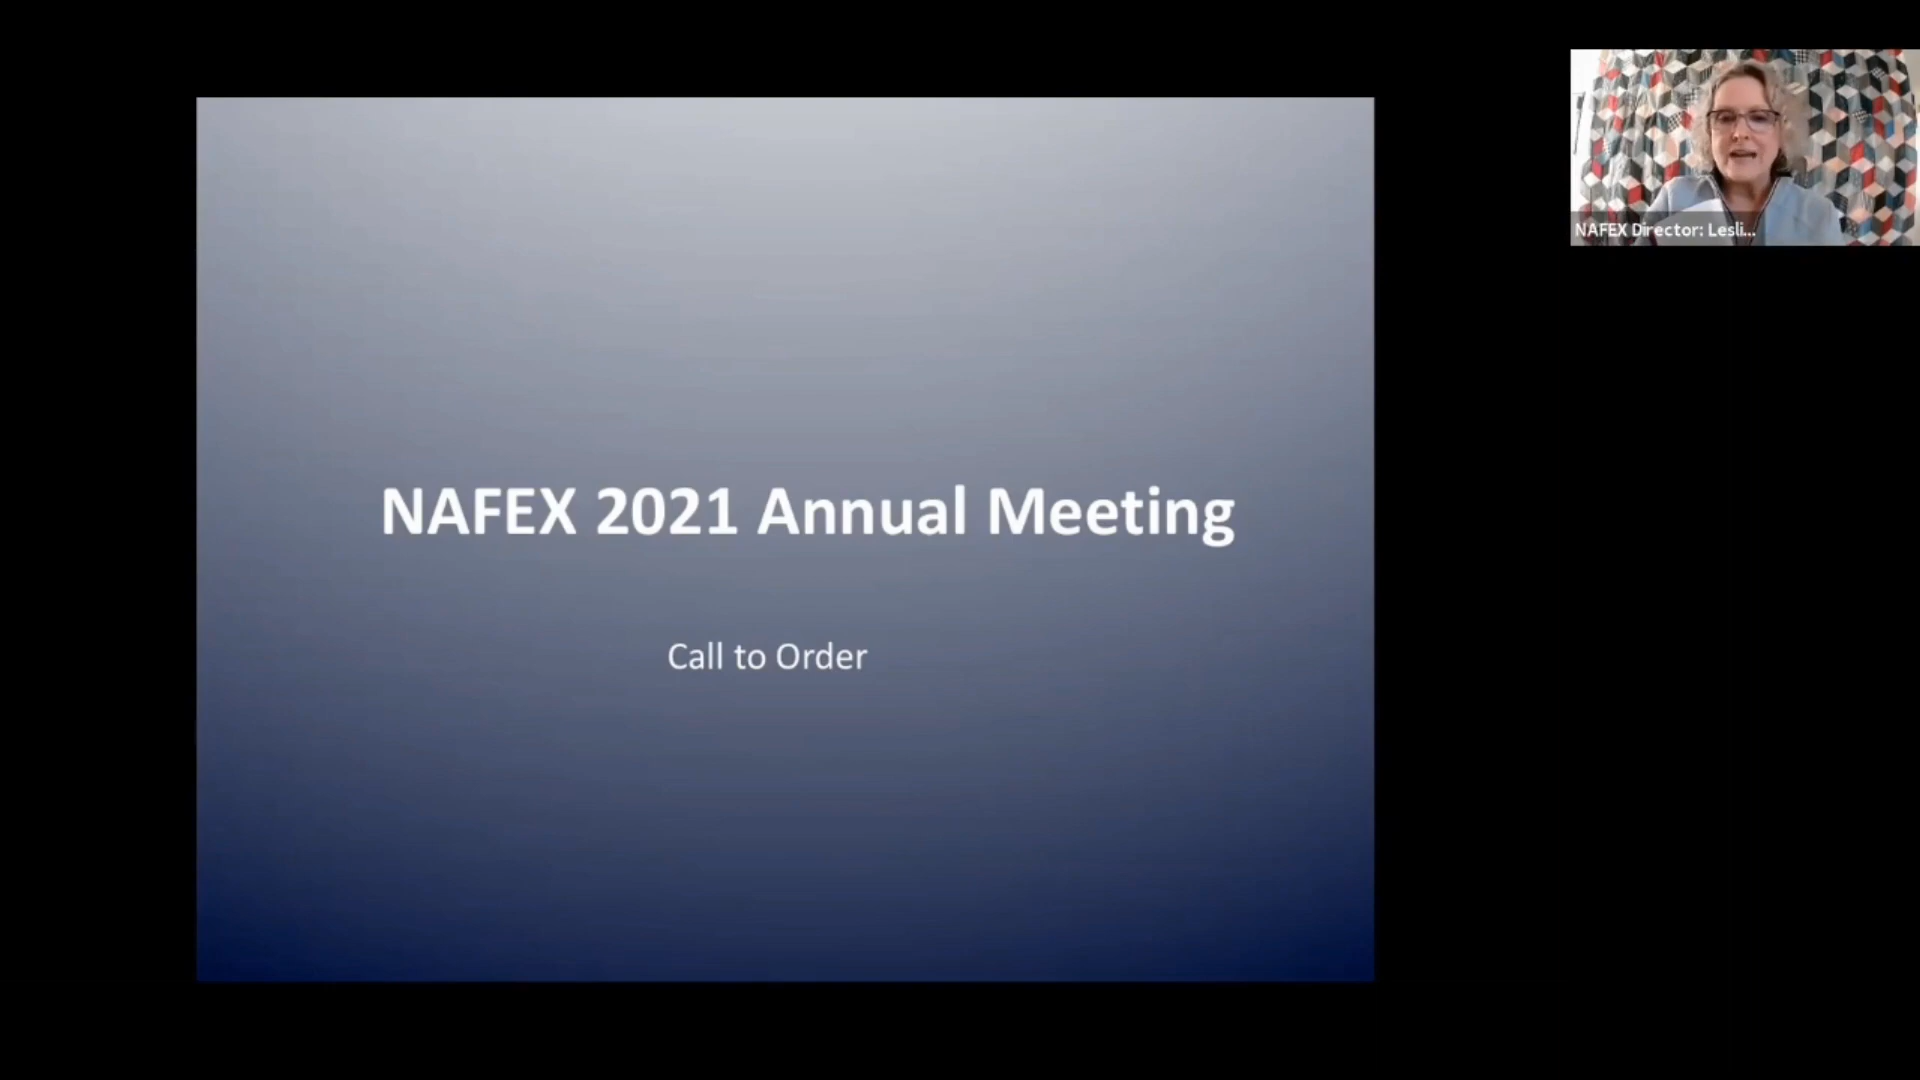 NAFEX 2021 Annual Meeting
Call to Order
NAFEX Director: Lesli...